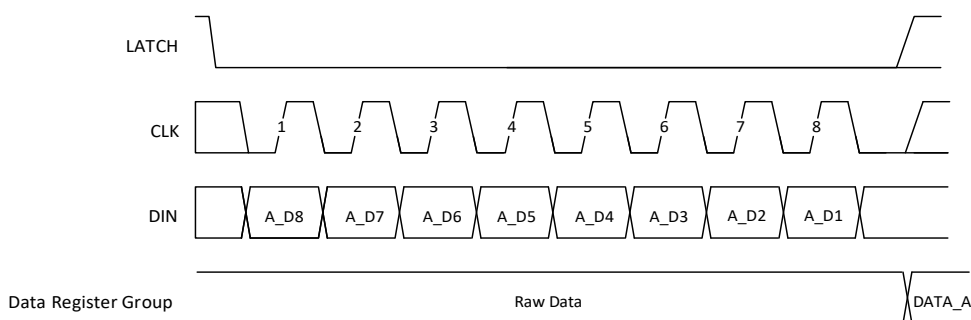 LATCH
CLK
1 2 3 4 5 6 7 8
DIN
A_D8 A_D7 A_D6 A_D5 A_D4 A_D3 A_D2 A_D1
Data Register Group Raw Data DATA_A